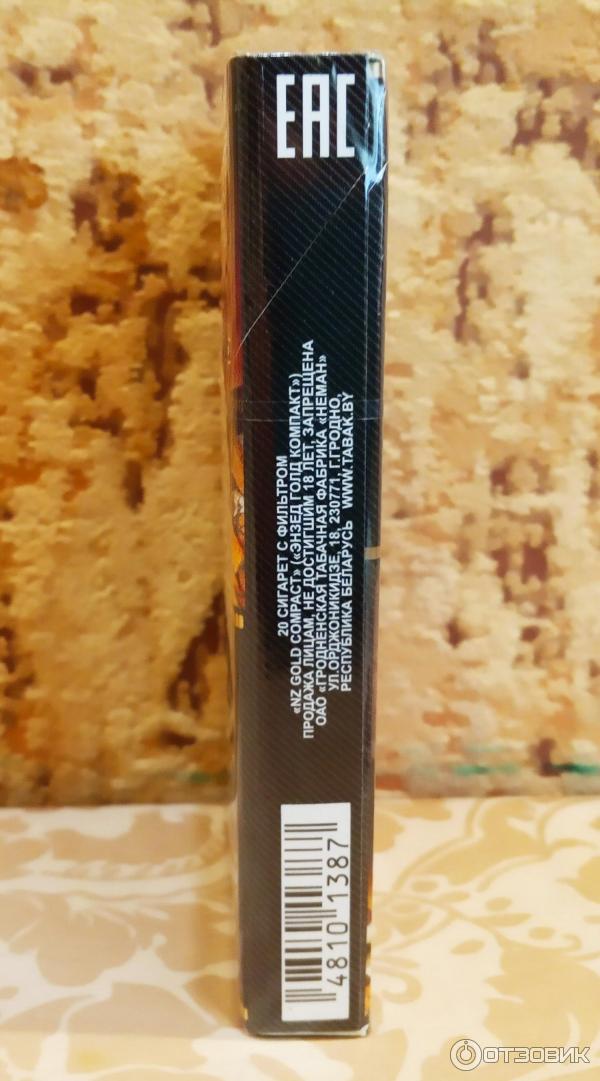 EAC
20 СИГАРЕТ С ФИЛЬТРОМ
«NZ GOLD COMPACT» («ЭНЗЕД ГОЛД КОМПАКТ»)
ПРОДАЖА ЛИЦАМ, НЕ ДОСТИГШИМ 18 ЛЕТ, ЗАПРЕЩЕНА
ОАО «ГРОДНЕНСКАЯ ТАБАЧНАЯ ФАБРИКА «НЕМАН»
УЛ.ОРДЖОНИКИДЗЕ, 18, 230771, Г.ГРОДНО,
РЕСПУБЛИКА БЕЛАРУСЬ WWW.TABAK.BY
4810 1387
ОТЗОВИК